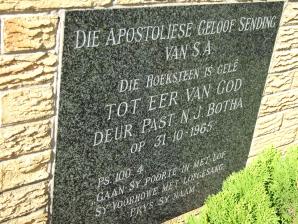 DIE APOSTOLIESE GELOOF SENDING
VAN S A
DIE HOEKSTEEN IS GELÊ
TOT EER VAN GOD
DEUR PAST. N. J. BOTHA
OP 31-10-1965
PS. 100:4
"GAAN SY POORTE IN MET LOF
SY VOORHOWE MET LOFGESANG
PRYS SY NAAM"